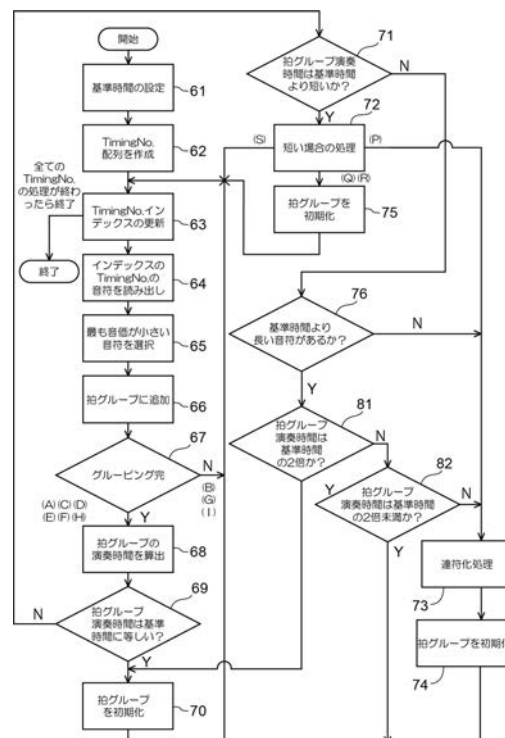 開始
基準時間の設定
61
TimingNo.
配列を作成
62
全ての
TimingNo.
の処理が終わ
ったら終了
TimingNo.イン
デックスの更新
63
終了
インデックスの
TimingNo.の
音符を読み出し
64
最も音価が小さい
音符を選択
65
拍グループに追加
66
グルーピング完
67
N
(B)
(G)
(I)
(A) (C) (D)
(E) (F) (H)
Y
拍グループの
演奏時間を算出
68
拍グループ
演奏時間は基準
時間に等しい?
69
N
Y
拍グループ
を初期化
70
拍グループ演奏
時間は基準時間
より短いか?
71
N
Y
短い場合の処理
72
(S)
(P)
(Q) (R)
拍グループを
初期化
75
基準時間より
長い音符があるか?
76
N
Y
拍グループ
演奏時間は
基準時間
の2倍か?
81
N
Y
拍グループ
演奏時間は基準時間
の2倍未満か?
82
Y
N
Y
連符化処理
73
拍グループを初期化
74